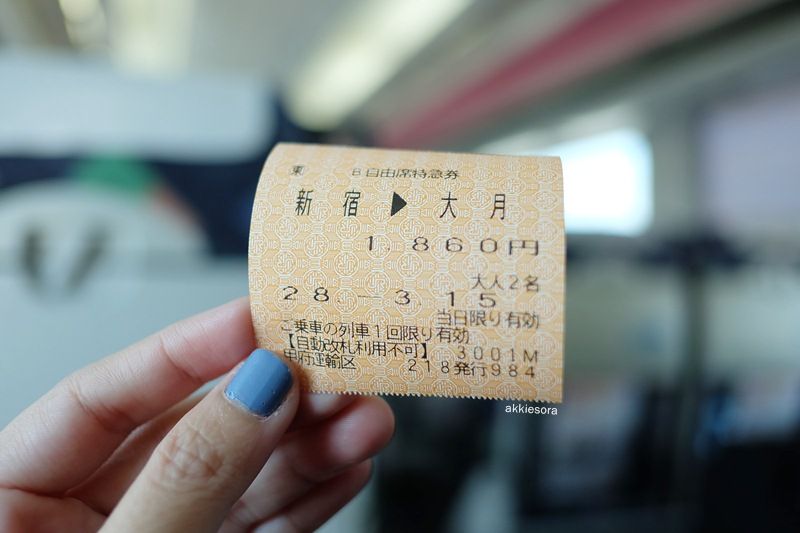 東 B自由席特急券
新宿▶大月
1,860円
大人2名
28.-3.15
当日限り有効
ご乗車の列車1回限り有効
【自動改札利用不可】 3001M
甲府運輸区 218発行984
akkiesora